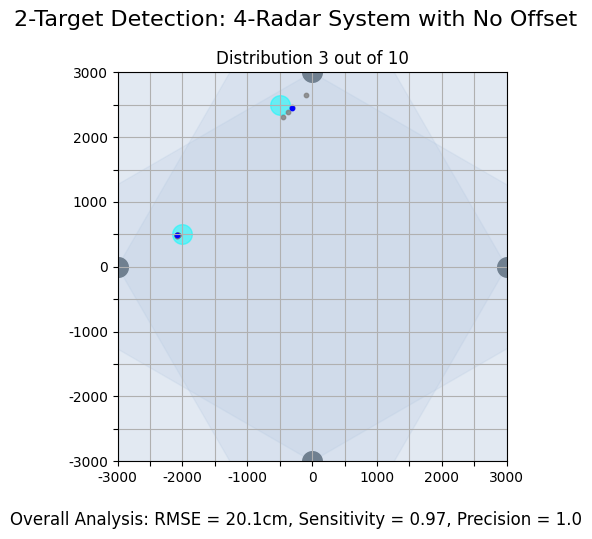 2-Target Detection: 4-Radar System with No Offset
Distribution 3 out of 10
3000
2000
1000
0
-1000
-2000
-3000
-3000 -2000 -1000 0 1000 2000 3000
Overall Analysis: RMSE = 20.1cm, Sensitivity = 0.97, Precision = 1.0